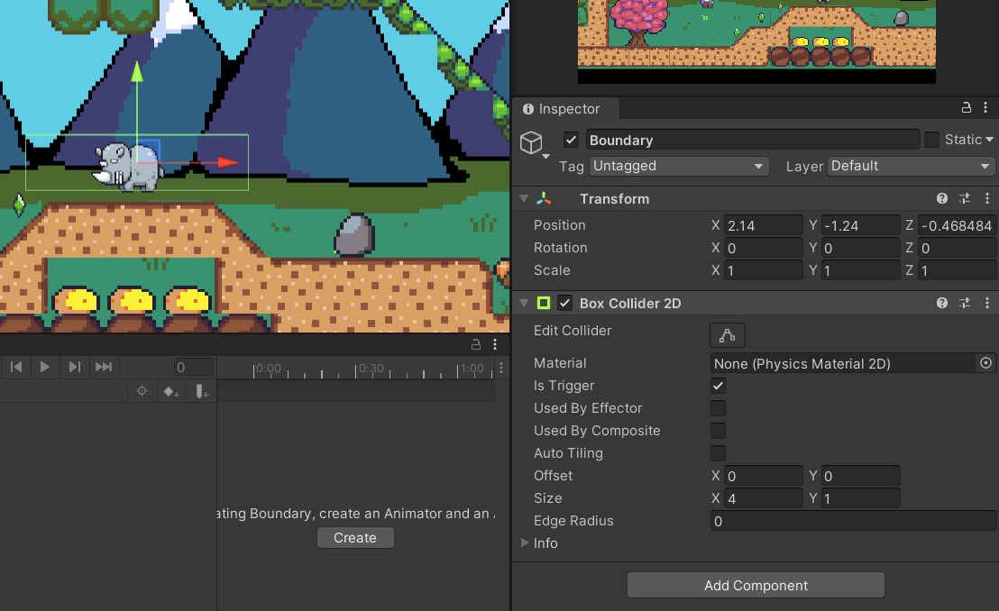 Inspector
Boundary
Static
Tag Untagged Layer Default
Transform
Position X 2.14 Y -1.24 Z -0.468484
Rotation X 0 Y 0 Z 0
Scale X 1 Y 1 Z 1
Box Collider 2D
Edit Collider
Material None (Physics Material 2D)
Is Trigger
Used By Effector
Used By Composite
Auto Tiling
Offset X 0 Y 0
Size X 4 Y 1
Edge Radius 0
Info
Add Component
0 0:00 0:30 1:00
ating Boundary, create an Animator and an
Create